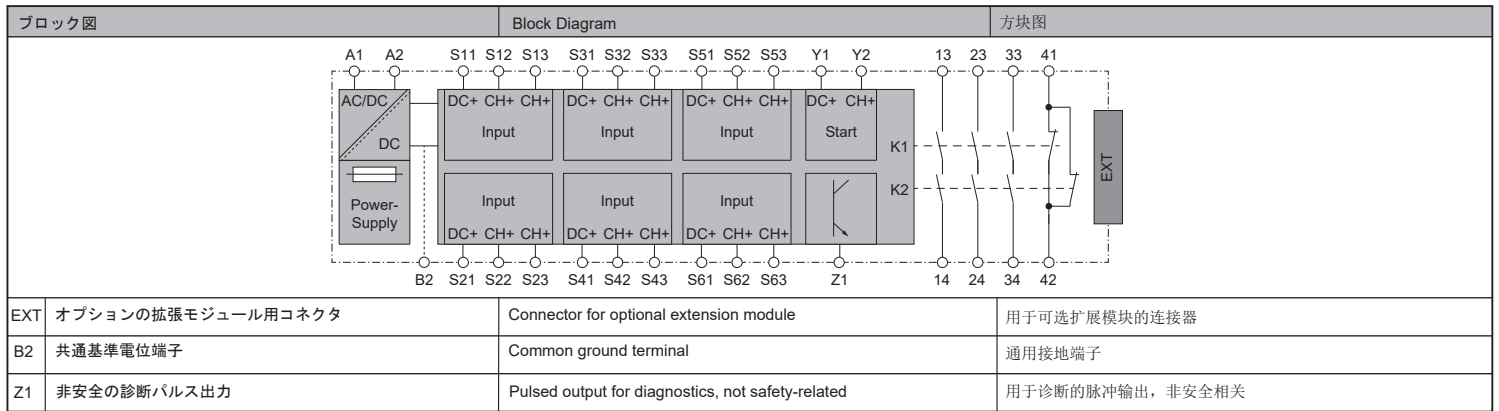 ブロック図 Block Diagram 方块图
A1 A2 S11 S12 S13 S31 S32 S33 S51 S52 S53 Y1 Y2 13 23 33 41
AC/DC DC+ CH+ CH+ DC+ CH+ CH+ DC+ CH+ CH+ DC+ CH+
Input Input Input Start
DC K1
EXT
K2
Power- Input Input Input
Supply
DC+ CH+ CH+ DC+ CH+ CH+ DC+ CH+ CH+
B2 S21 S22 S23 S41 S42 S43 S61 S62 S63 Z1 14 24 34 42
EXT オプションの拡張モジュール用コネクタ Connector for optional extension module 用于可选扩展模块的连接器
B2 共通基準電位端子 Common ground terminal 通用接地端子
Z1 非安全の診断パルス出力 Pulsed output for diagnostics, not safety-related 用于诊断的脉冲输出，非安全相关